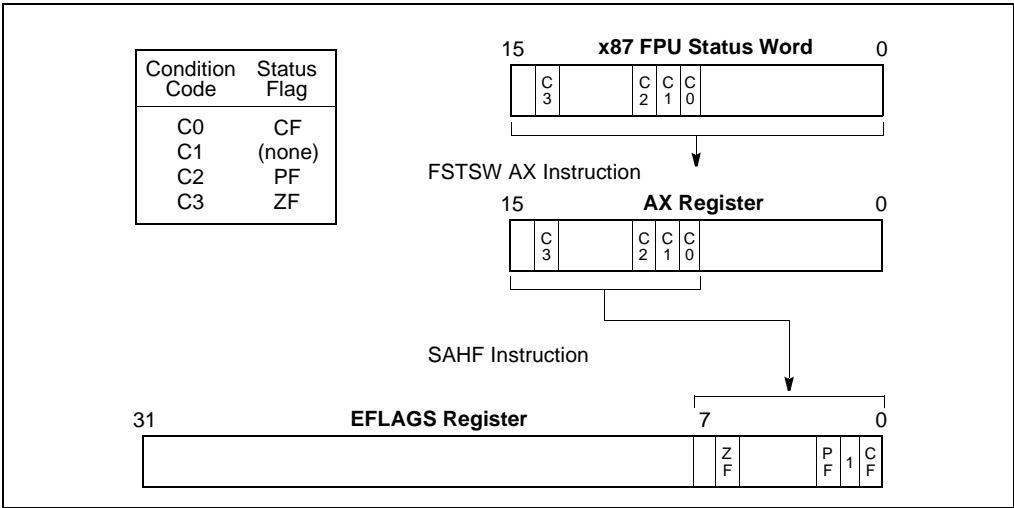 Condition Code Status Flag
C0 CF
C1 (none)
C2 PF
C3 ZF
15 x87 FPU Status Word 0
C3 C2 C1 C0
FSTSW AX Instruction
15 AX Register 0
C3 C2 C1 C0
SAHF Instruction
31 EFLAGS Register 7 0
ZF PF 1 CF